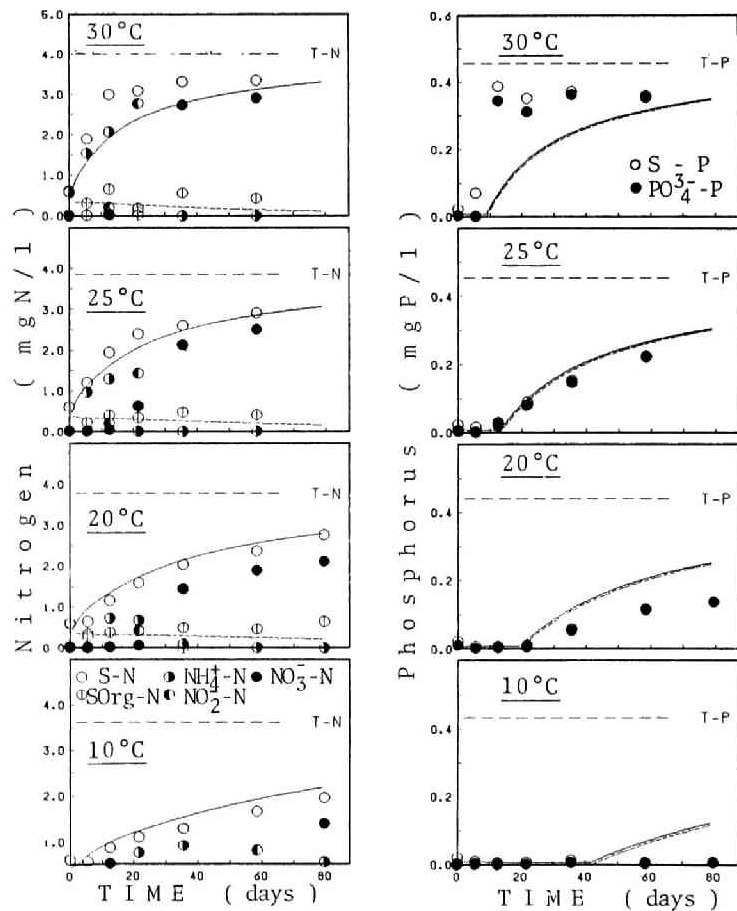 5.0
30°C
4.0
T-N
3.0
2.0
1.0
0.0
25°C
4.0
T-N
3.0
2.0
1.0
0.0
20°C
4.0
T-N
3.0
2.0
1.0
0.0
S-N NH4+-N NO3--N
SOrg-N NO2--N
4.0
T-N
10°C
3.0
2.0
1.0
0 20 40 60 80
TIME (days)
Nitrogen (mgN/l)
0.6
30°C
T-P
0.4
S - P
0.2
PO4^3--P
0.0
25°C
T-P
0.4
0.2
0.0
20°C
T-P
0.4
0.2
0.0
10°C
T-P
0.4
0.2
0.0
0 20 40 60 80
TIME (days)
Phosphorus (mgP/l)